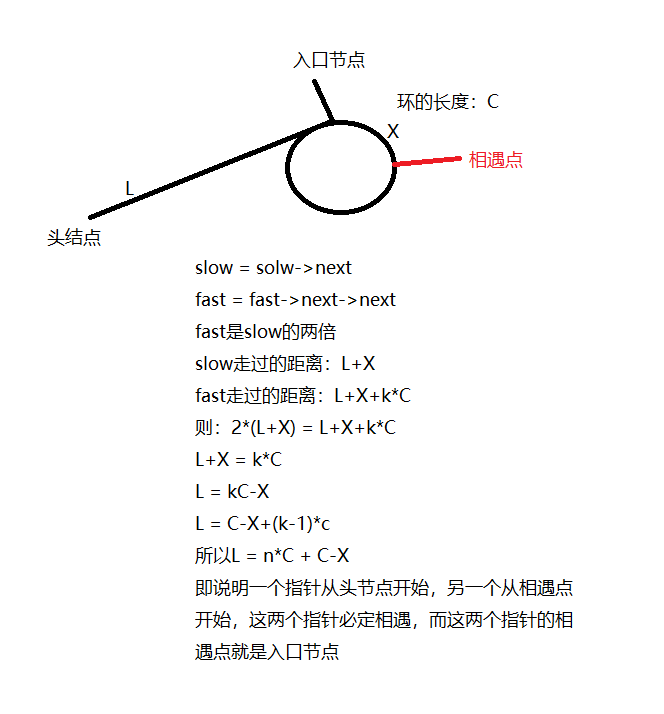 入口节点
环的长度：C
X
相遇点
L
头结点
slow = solw->next
fast = fast->next->next
fast是slow的两倍
slow走过的距离：L+X
fast走过的距离：L+X+k*C
则：2*(L+X) = L+X+k*C
L+X = k*C
L = kC-X
L = C-X+(k-1)*c
所以L = n*C + C-X
即说明一个指针从头节点开始，另一个从相遇点
开始，这两个指针必定相遇，而这两个指针的相
遇点就是入口节点